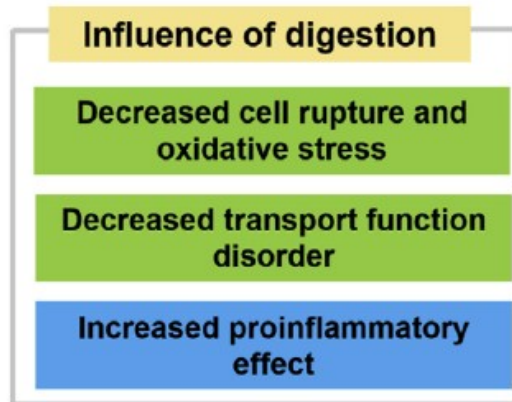 Influence of digestion
Decreased cell rupture and
oxidative stress
Decreased transport function
disorder
Increased proinflammatory
effect